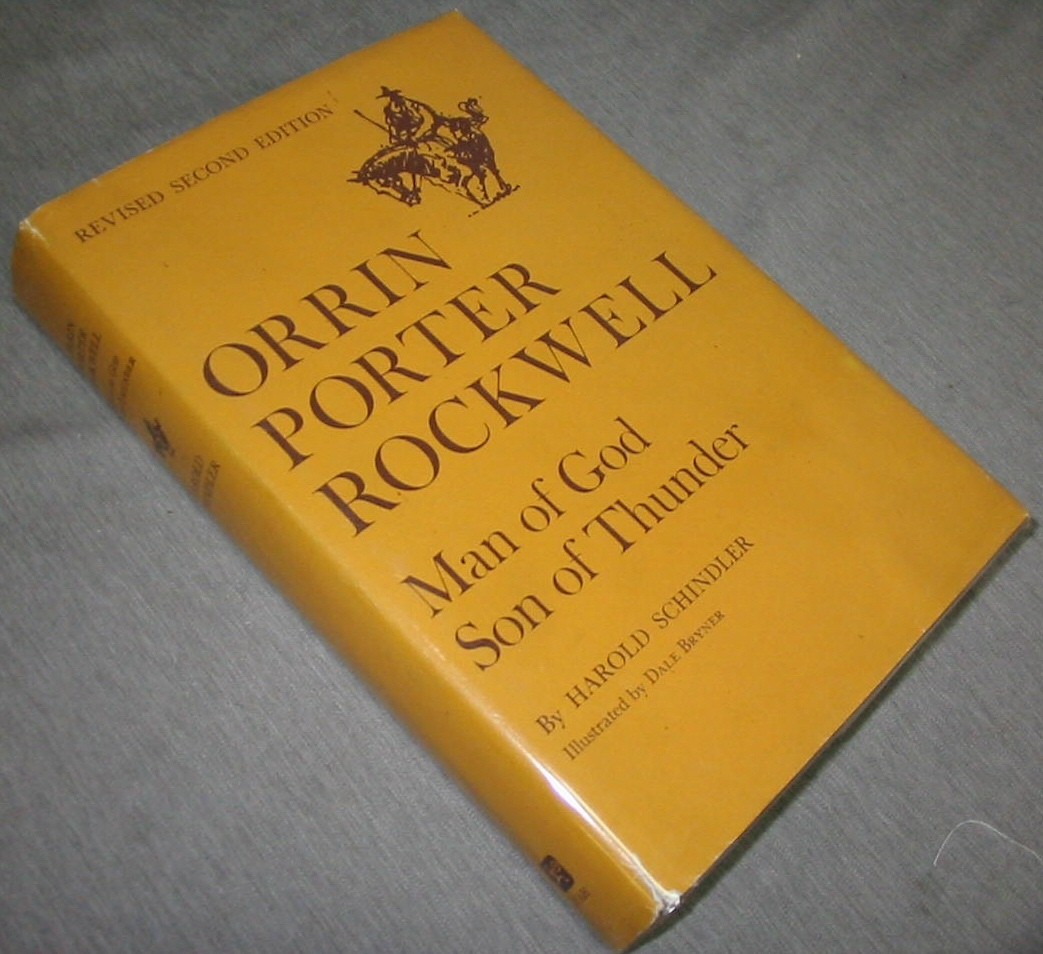 REVISED SECOND EDITION
ORRIN
PORTER
ROCKWELL
Man of God
Son of Thunder
By HAROLD SCHINDLER
Illustrated by DALE BRYNER